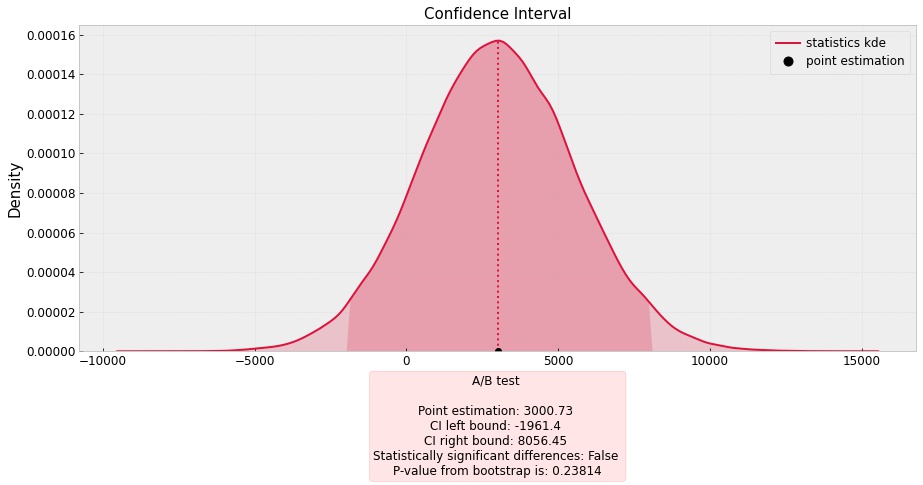 Confidence Interval
statistics kde
point estimation
Density
0.00016
0.00014
0.00012
0.00010
0.00008
0.00006
0.00004
0.00002
0.00000
−10000 −5000 0 5000 10000 15000
A/B test
Point estimation: 3000.73
CI left bound: -1961.4
CI right bound: 8056.45
Statistically significant differences: False
P-value from bootstrap is: 0.23814